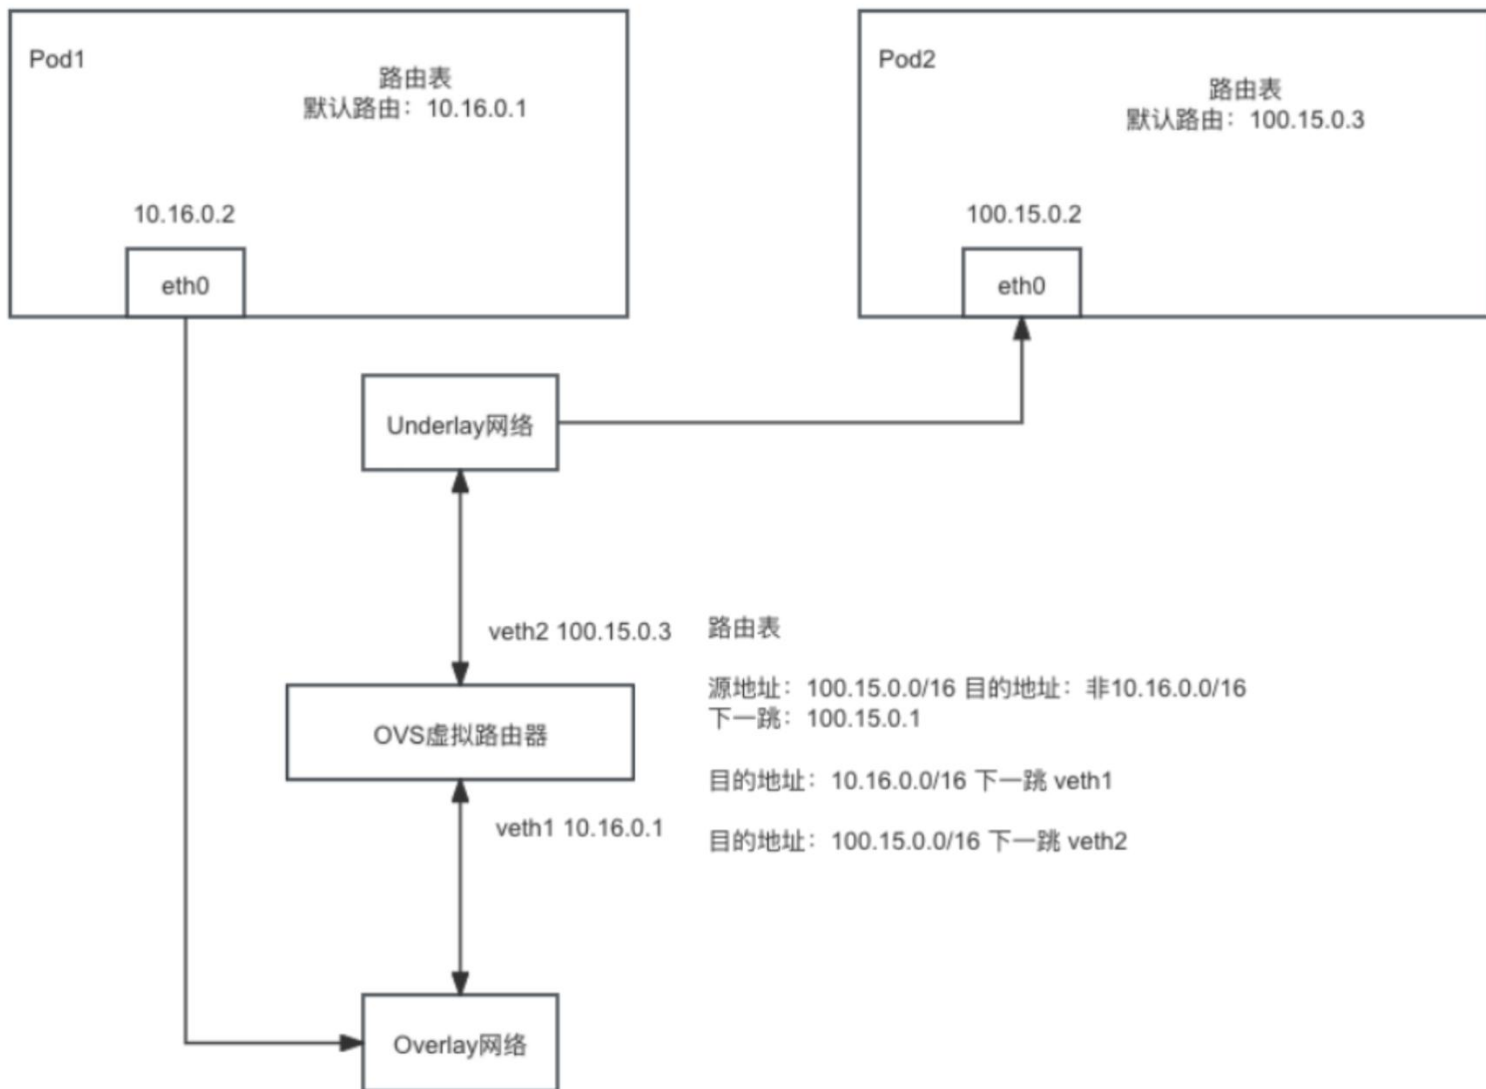 Pod1
路由表
默认路由：10.16.0.1
10.16.0.2
eth0
Pod2
路由表
默认路由：100.15.0.3
100.15.0.2
eth0
Underlay网络
veth2 100.15.0.3
OVS虚拟路由器
veth1 10.16.0.1
路由表
源地址：100.15.0.0/16 目的地址：非10.16.0.0/16
下一跳：100.15.0.1
目的地址：10.16.0.0/16 下一跳 veth1
目的地址：100.15.0.0/16 下一跳 veth2
Overlay网络